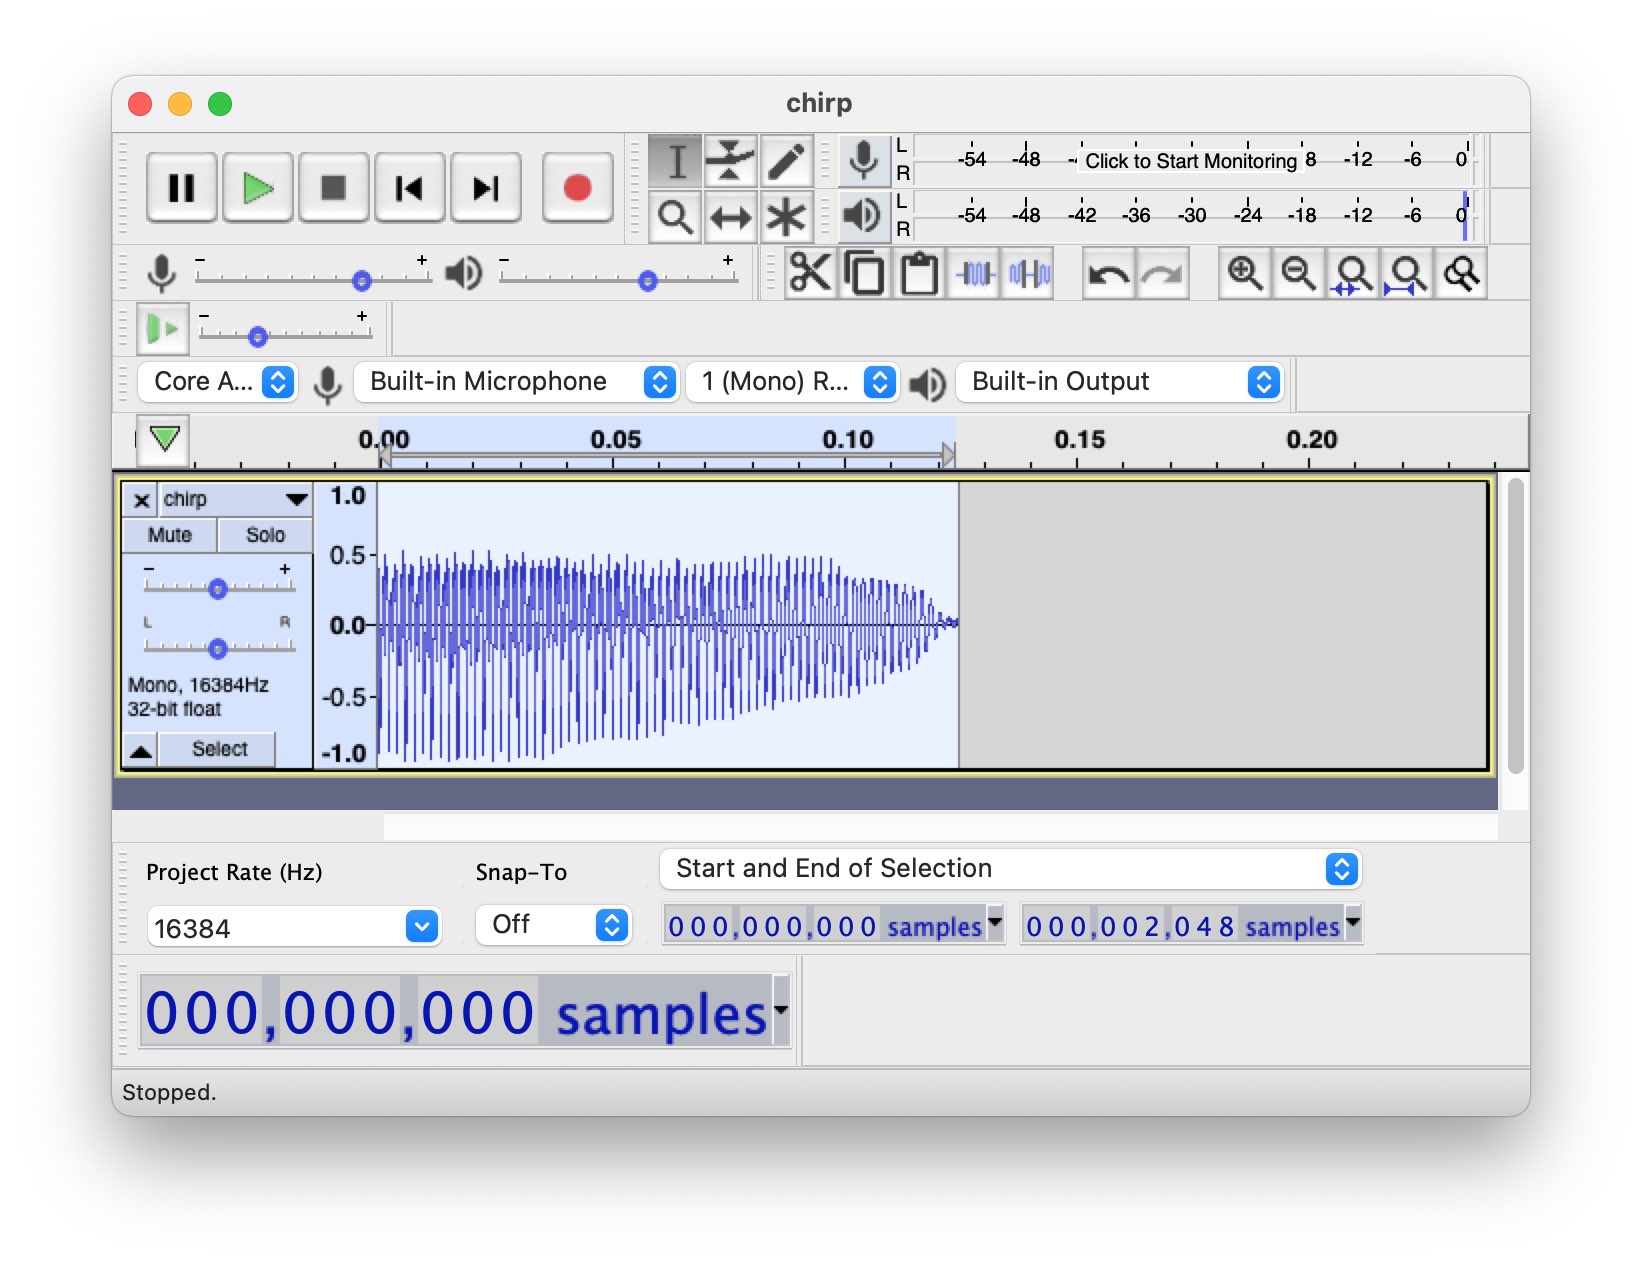 chirp
L
R
-54 -48 -4 Click to Start Monitoring 8 -12 -6 0
L
R
-54 -48 -42 -36 -30 -24 -18 -12 -6 0
- + - +
- +
Core A... Built-in Microphone 1 (Mono) R... Built-in Output
0.00 0.05 0.10 0.15 0.20
× chirp
Mute Solo
- +
L R
Mono, 16384Hz
32-bit float
Select
1.0
0.5
0.0
-0.5
-1.0
Project Rate (Hz) Snap-To Start and End of Selection
16384 Off 000,000,000 samples 000,002,048 samples
000,000,000 samples
Stopped.